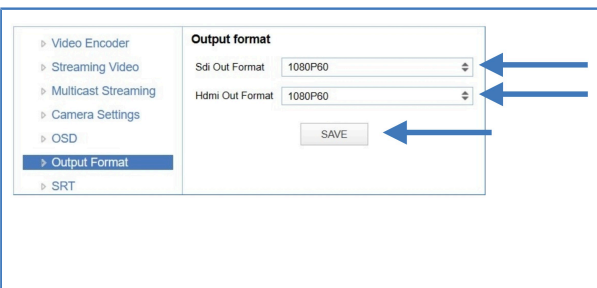 Video Encoder
Streaming Video
Multicast Streaming
Camera Settings
OSD
Output Format
SRT
Output format
Sdi Out Format 1080P60
Hdmi Out Format 1080P60
SAVE